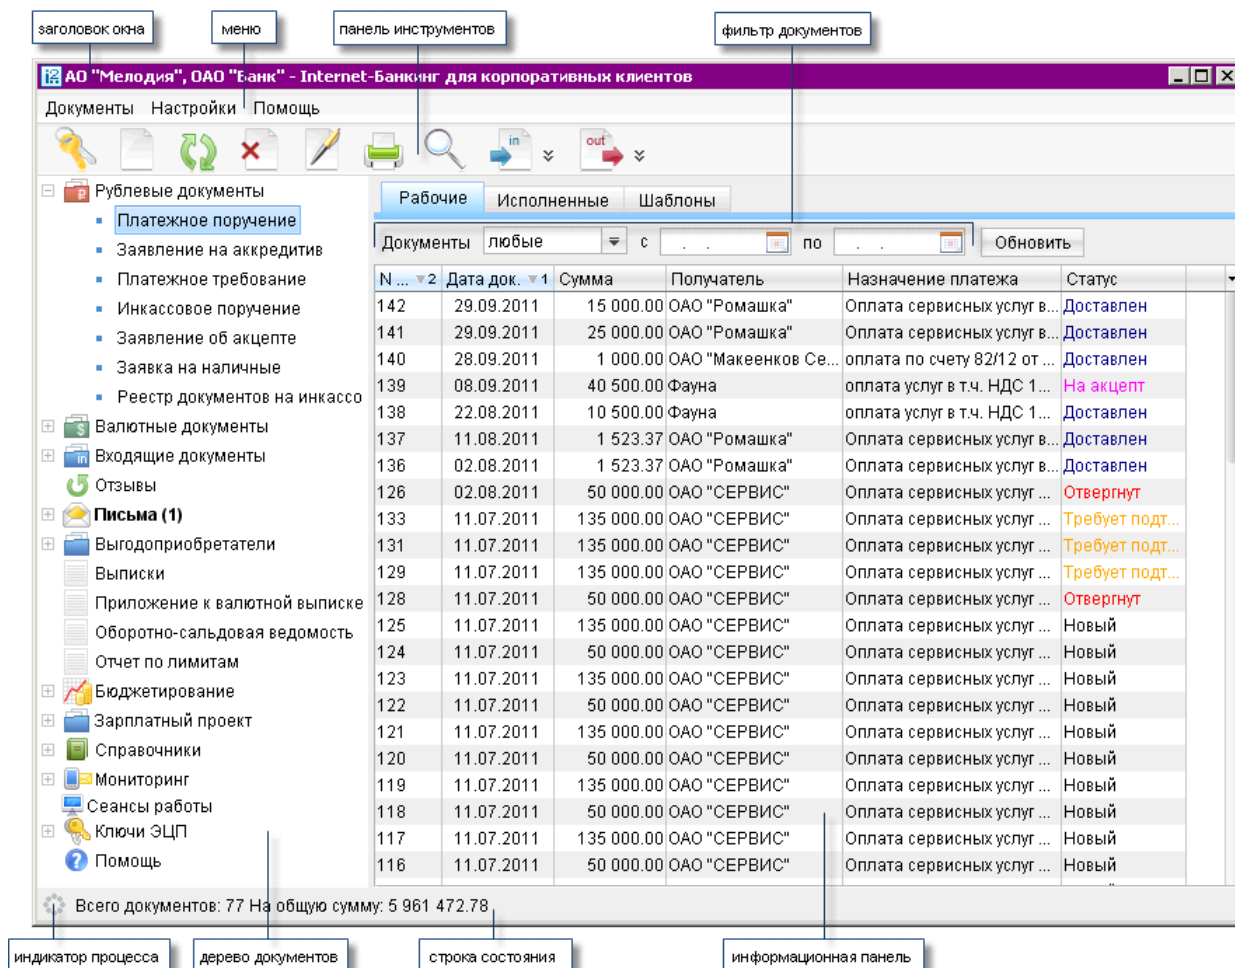 заголовок окна меню панель инструментов фильтр документов
АО "Мелодия", ОАО "Банк" - Internet-Банкинг для корпоративных клиентов
Документы Настройки Помощь
in out
Рублевые документы
Платежное поручение
Заявление на аккредитив
Платежное требование
Инкассовое поручение
Заявление об акцепте
Заявка на наличные
Реестр документов на инкассо
Валютные документы
Входящие документы
Отзывы
Письма (1)
Выгодоприобретатели
Выписки
Приложение к валютной выписке
Оборотно-сальдовая ведомость
Отчет по лимитам
Бюджетирование
Зарплатный проект
Справочники
Мониторинг
Сеансы работы
Ключи ЭЦП
Помощь
Рабочие Исполненные Шаблоны
Документы любые с . . по . . Обновить
N ... 2 Дата док. 1 Сумма Получатель Назначение платежа Статус
142 29.09.2011 15 000.00 ОАО "Ромашка" Оплата сервисных услуг в... Доставлен
141 29.09.2011 25 000.00 ОАО "Ромашка" Оплата сервисных услуг в... Доставлен
140 28.09.2011 1 000.00 ОАО "Макеенков Се... оплата по счету 82/12 от ... Доставлен
139 08.09.2011 40 500.00 Фауна оплата услуг в т.ч. НДС 1... На акцепт
138 22.08.2011 10 500.00 Фауна оплата услуг в т.ч. НДС 1... Доставлен
137 11.08.2011 1 523.37 ОАО "Ромашка" Оплата сервисных услуг в... Доставлен
136 02.08.2011 1 523.37 ОАО "Ромашка" Оплата сервисных услуг в... Доставлен
126 02.08.2011 50 000.00 ОАО "СЕРВИС" Оплата сервисных услуг ... Отвергнут
133 11.07.2011 135 000.00 ОАО "СЕРВИС" Оплата сервисных услуг ... Требует подт...
131 11.07.2011 135 000.00 ОАО "СЕРВИС" Оплата сервисных услуг ... Требует подт...
129 11.07.2011 135 000.00 ОАО "СЕРВИС" Оплата сервисных услуг ... Требует подт...
128 11.07.2011 50 000.00 ОАО "СЕРВИС" Оплата сервисных услуг ... Отвергнут
125 11.07.2011 135 000.00 ОАО "СЕРВИС" Оплата сервисных услуг ... Новый
124 11.07.2011 50 000.00 ОАО "СЕРВИС" Оплата сервисных услуг ... Новый
123 11.07.2011 135 000.00 ОАО "СЕРВИС" Оплата сервисных услуг ... Новый
122 11.07.2011 50 000.00 ОАО "СЕРВИС" Оплата сервисных услуг ... Новый
121 11.07.2011 135 000.00 ОАО "СЕРВИС" Оплата сервисных услуг ... Новый
120 11.07.2011 50 000.00 ОАО "СЕРВИС" Оплата сервисных услуг ... Новый
119 11.07.2011 135 000.00 ОАО "СЕРВИС" Оплата сервисных услуг ... Новый
118 11.07.2011 50 000.00 ОАО "СЕРВИС" Оплата сервисных услуг ... Новый
117 11.07.2011 135 000.00 ОАО "СЕРВИС" Оплата сервисных услуг ... Новый
116 11.07.2011 50 000.00 ОАО "СЕРВИС" Оплата сервисных услуг ... Новый
Всего документов: 77 На общую сумму: 5 961 472.78
индикатор процесса дерево документов строка состояния информационная панель